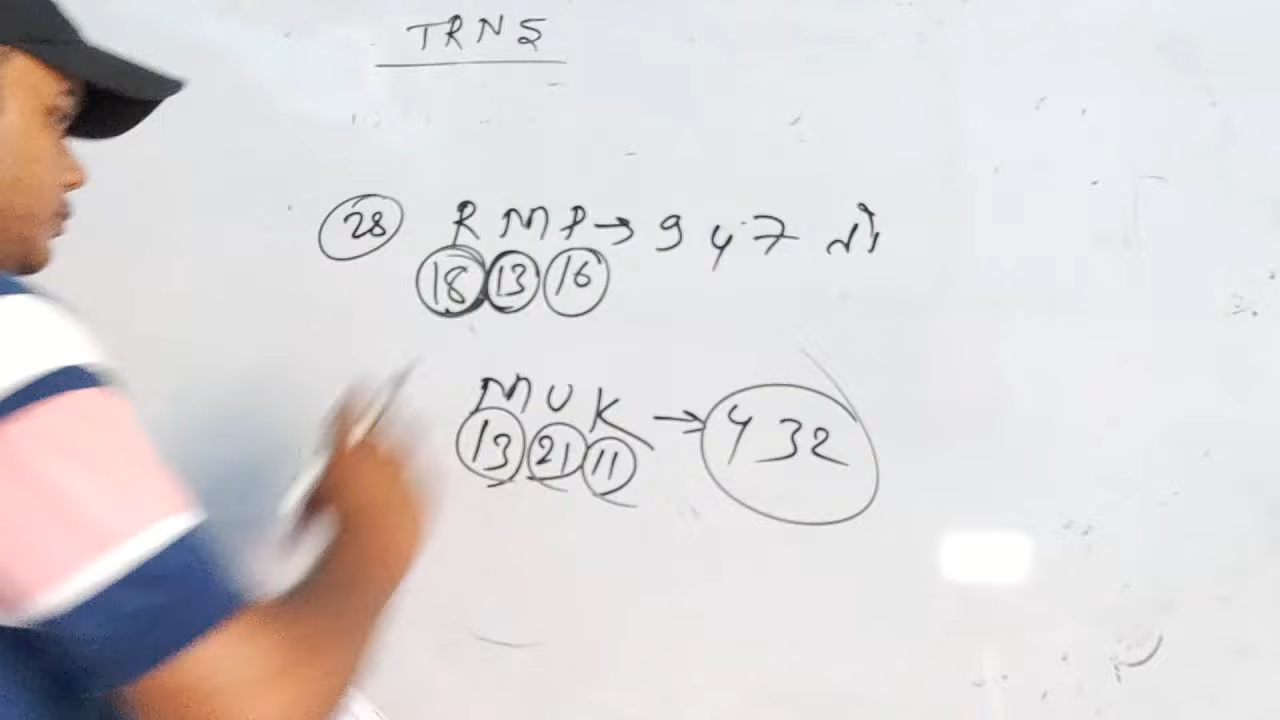 TRNS
28 RMP → 947
18 13 16
MUK → 432
13 21 11